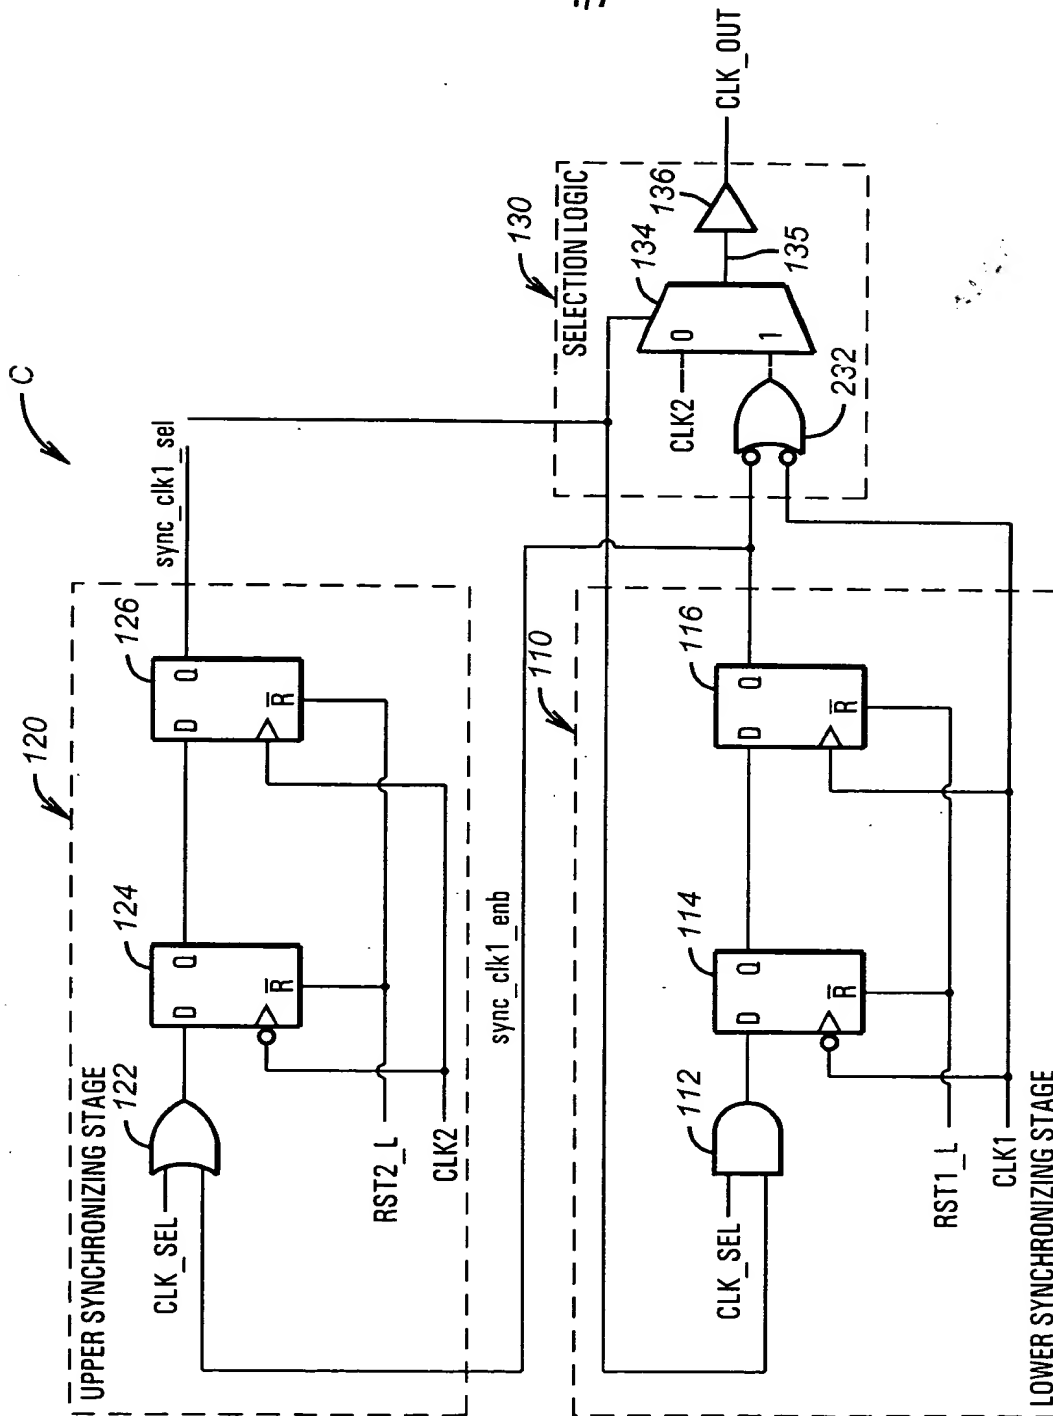 C
120
UPPER SYNCHRONIZING STAGE
122
124
126
CLK_SEL
D
Q
R
D
Q
R
RST2_L
CLK2
sync_clk1_sel
sync_clk1_enb
130
SELECTION LOGIC
134
136
CLK2
0
1
135
232
CLK_OUT
110
112
114
116
CLK_SEL
D
Q
R
D
Q
R
RST1_L
CLK1
LOWER SYNCHRONIZING STAGE